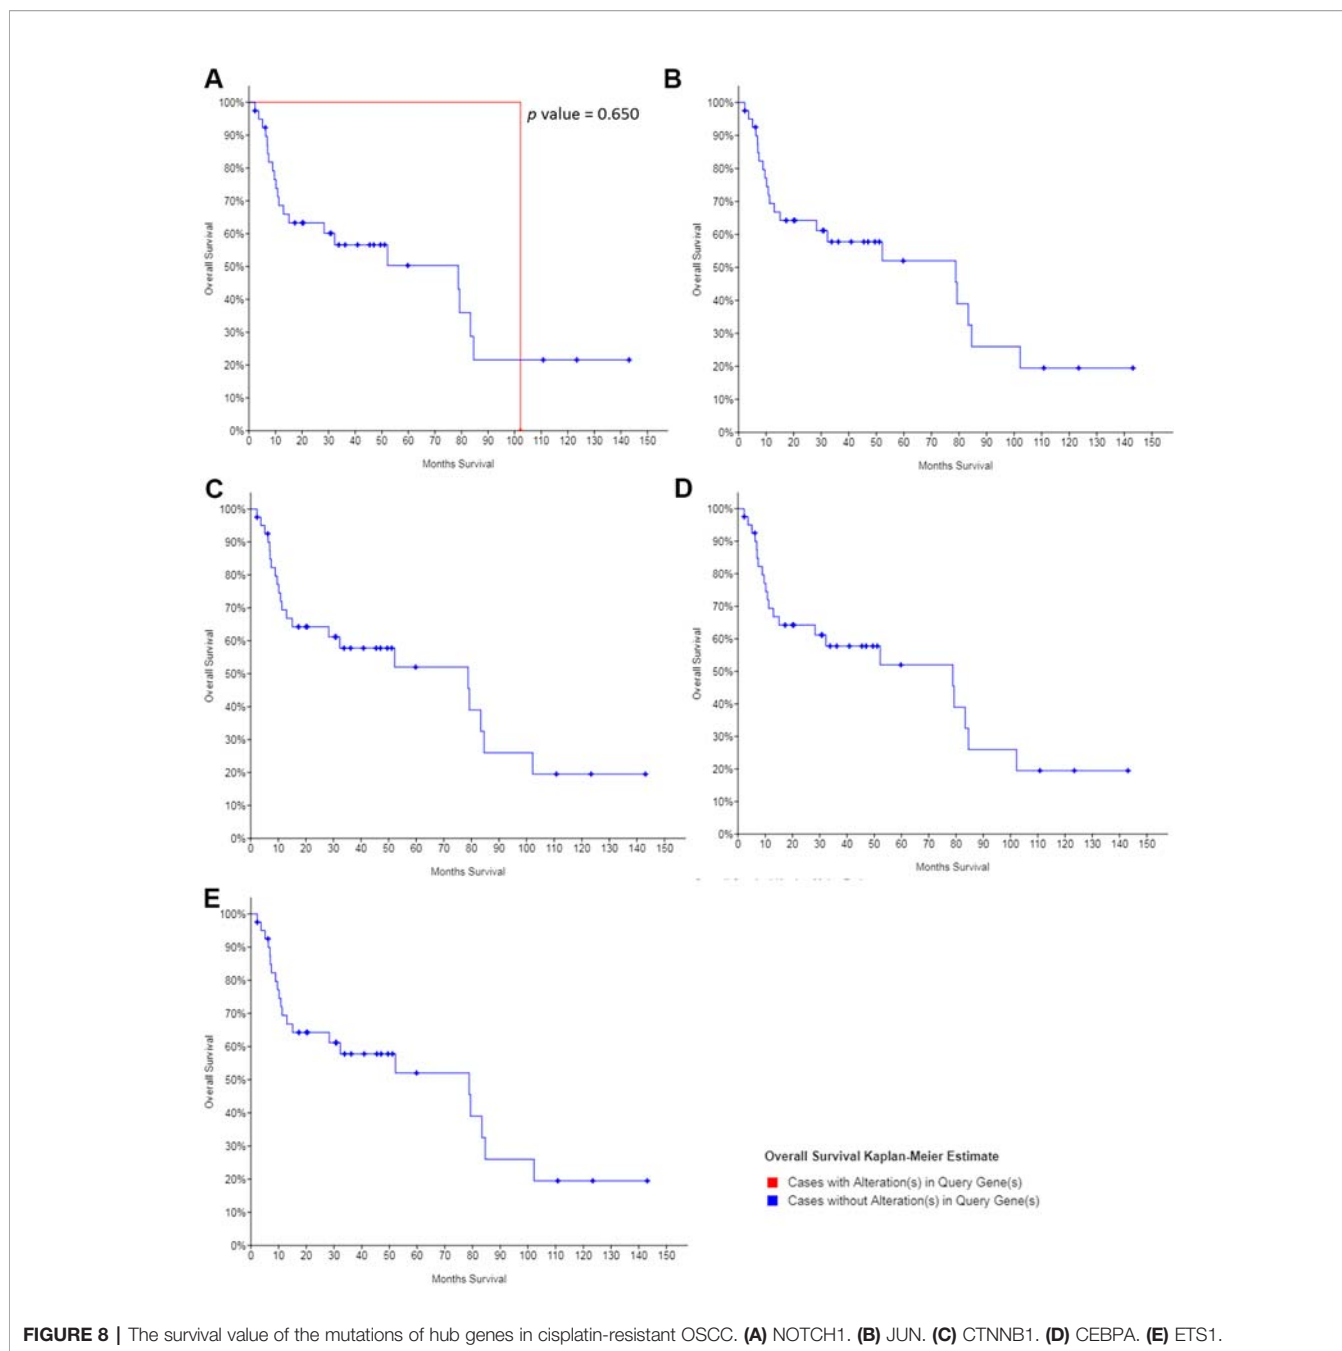 A
p value = 0.650
100%
90%
80%
70%
60%
50%
40%
30%
20%
10%
0%
Overall Survival
0 10 20 30 40 50 60 70 80 90 100 110 120 130 140 150
Months Survival
B
100%
90%
80%
70%
60%
50%
40%
30%
20%
10%
0%
Overall Survival
0 10 20 30 40 50 60 70 80 90 100 110 120 130 140 150
Months Survival
C
100%
90%
80%
70%
60%
50%
40%
30%
20%
10%
0%
Overall Survival
0 10 20 30 40 50 60 70 80 90 100 110 120 130 140 150
Months Survival
D
100%
90%
80%
70%
60%
50%
40%
30%
20%
10%
0%
Overall Survival
0 10 20 30 40 50 60 70 80 90 100 110 120 130 140 150
Months Survival
E
100%
90%
80%
70%
60%
50%
40%
30%
20%
10%
0%
Overall Survival
0 10 20 30 40 50 60 70 80 90 100 110 120 130 140 150
Months Survival
Overall Survival Kaplan-Meier Estimate
Cases with Alteration(s) in Query Gene(s)
Cases without Alteration(s) in Query Gene(s)
FIGURE 8 | The survival value of the mutations of hub genes in cisplatin-resistant OSCC. (A) NOTCH1. (B) JUN. (C) CTNNB1. (D) CEBPA. (E) ETS1.